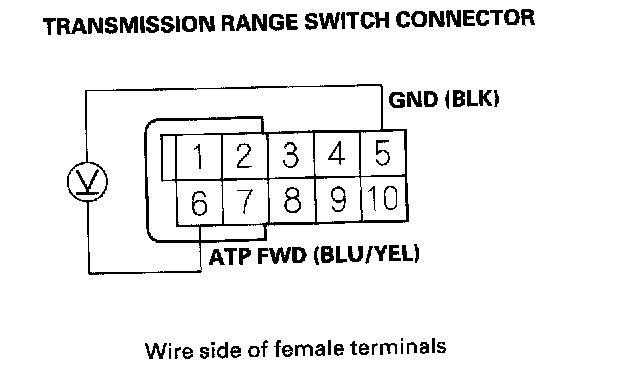 TRANSMISSION RANGE SWITCH CONNECTOR
GND (BLK)
1 2 3 4 5
V
6 7 8 9 10
ATP FWD (BLU/YEL)
Wire side of female terminals